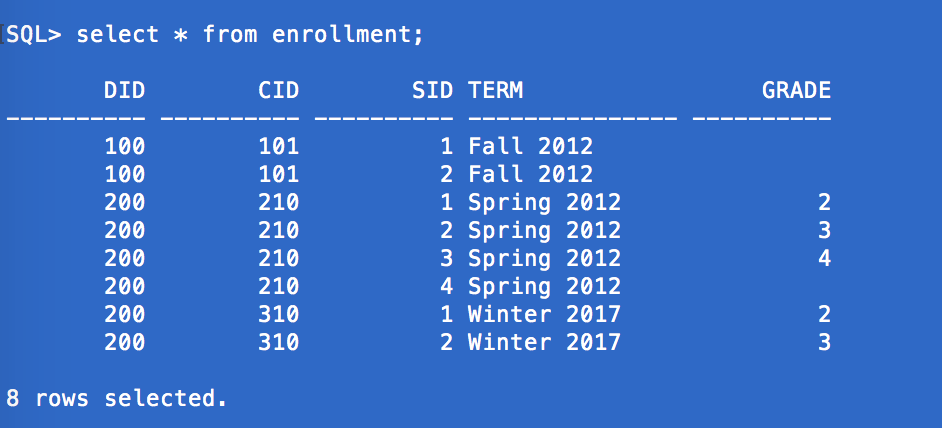 SQL> select * from enrollment;
       DID        CID        SID TERM                 GRADE
---------- ---------- ---------- --------------- ----------
       100        101          1 Fall 2012
       100        101          2 Fall 2012
       200        210          1 Spring 2012              2
       200        210          2 Spring 2012              3
       200        210          3 Spring 2012              4
       200        210          4 Spring 2012
       200        310          1 Winter 2017              2
       200        310          2 Winter 2017              3
8 rows selected.